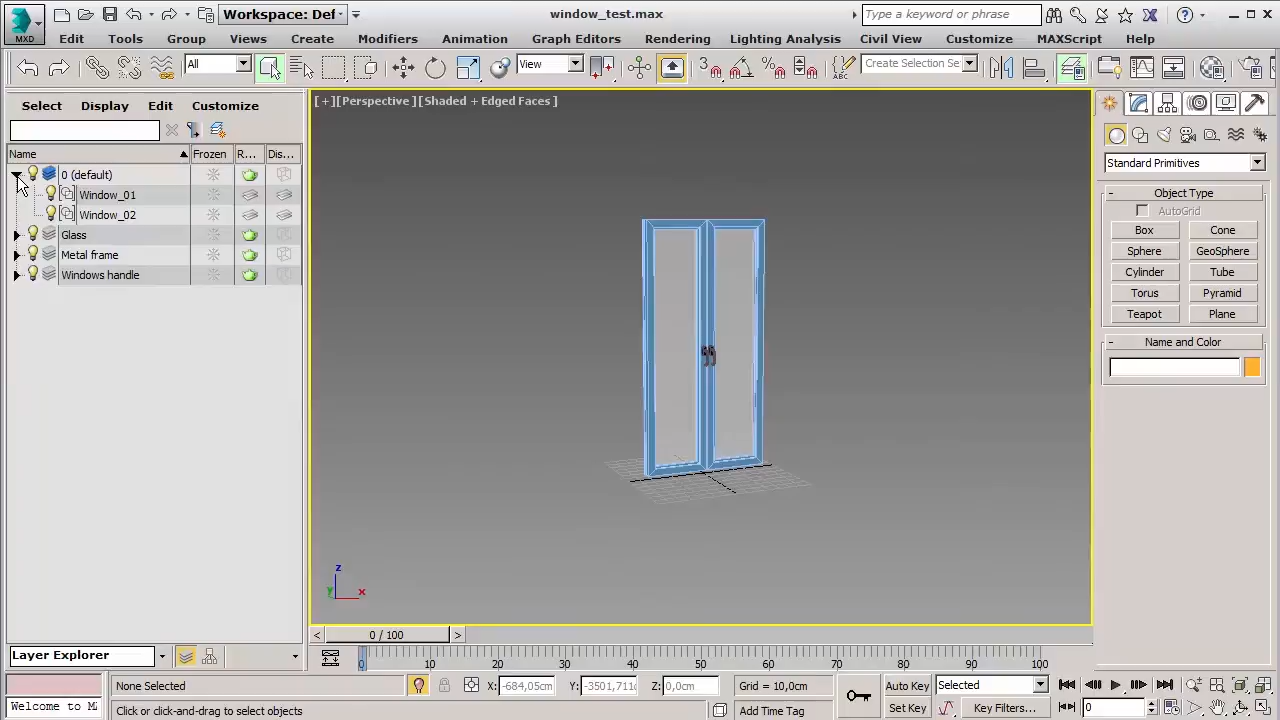 Workspace: Def
window_test.max
Type a keyword or phrase
MXD
Edit Tools Group Views Create Modifiers Animation Graph Editors Rendering Lighting Analysis Civil View Customize MAXScript Help
All
View
3
Create Selection Se
Select Display Edit Customize
[+][Perspective][Shaded + Edged Faces]
Name Frozen R... Dis...
0 (default)
Window_01
Window_02
Glass
Metal frame
Windows handle
Standard Primitives
- Object Type
AutoGrid
Box Cone
Sphere GeoSphere
Cylinder Tube
Torus Pyramid
Teapot Plane
- Name and Color
z
y x
< 0 / 100 >
Layer Explorer
0 10 20 30 40 50 60 70 80 90 100
None Selected
X: -684,05cm Y: -3501,711c Z: 0,0cm Grid = 10,0cm
Auto Key Selected
Welcome to MA
Click or click-and-drag to select objects
Add Time Tag
Set Key Key Filters... 0